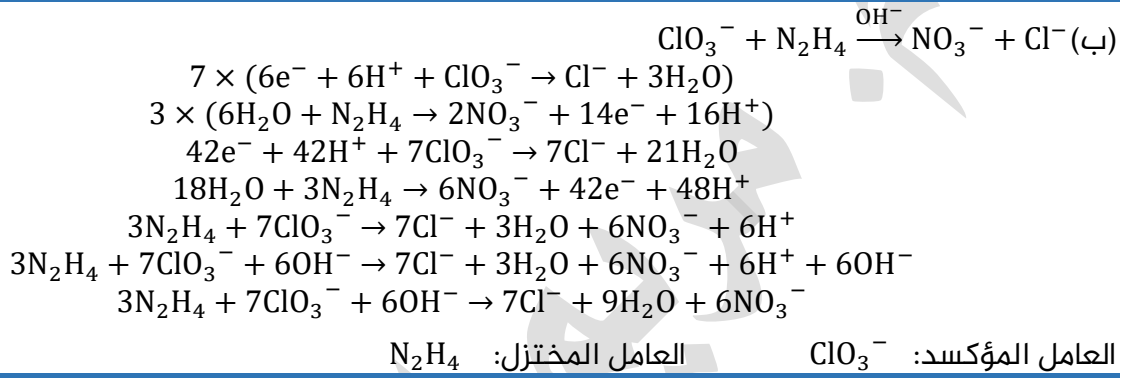 (ب) ClO₃⁻ + N₂H₄ —OH⁻→ NO₃⁻ + Cl⁻
7 × (6e⁻ + 6H⁺ + ClO₃⁻ → Cl⁻ + 3H₂O)
3 × (6H₂O + N₂H₄ → 2NO₃⁻ + 14e⁻ + 16H⁺)
42e⁻ + 42H⁺ + 7ClO₃⁻ → 7Cl⁻ + 21H₂O
18H₂O + 3N₂H₄ → 6NO₃⁻ + 42e⁻ + 48H⁺
3N₂H₄ + 7ClO₃⁻ → 7Cl⁻ + 3H₂O + 6NO₃⁻ + 6H⁺
3N₂H₄ + 7ClO₃⁻ + 6OH⁻ → 7Cl⁻ + 3H₂O + 6NO₃⁻ + 6H⁺ + 6OH⁻
3N₂H₄ + 7ClO₃⁻ + 6OH⁻ → 7Cl⁻ + 9H₂O + 6NO₃⁻
العامل المؤكسد: ClO₃⁻ العامل المختزل: N₂H₄